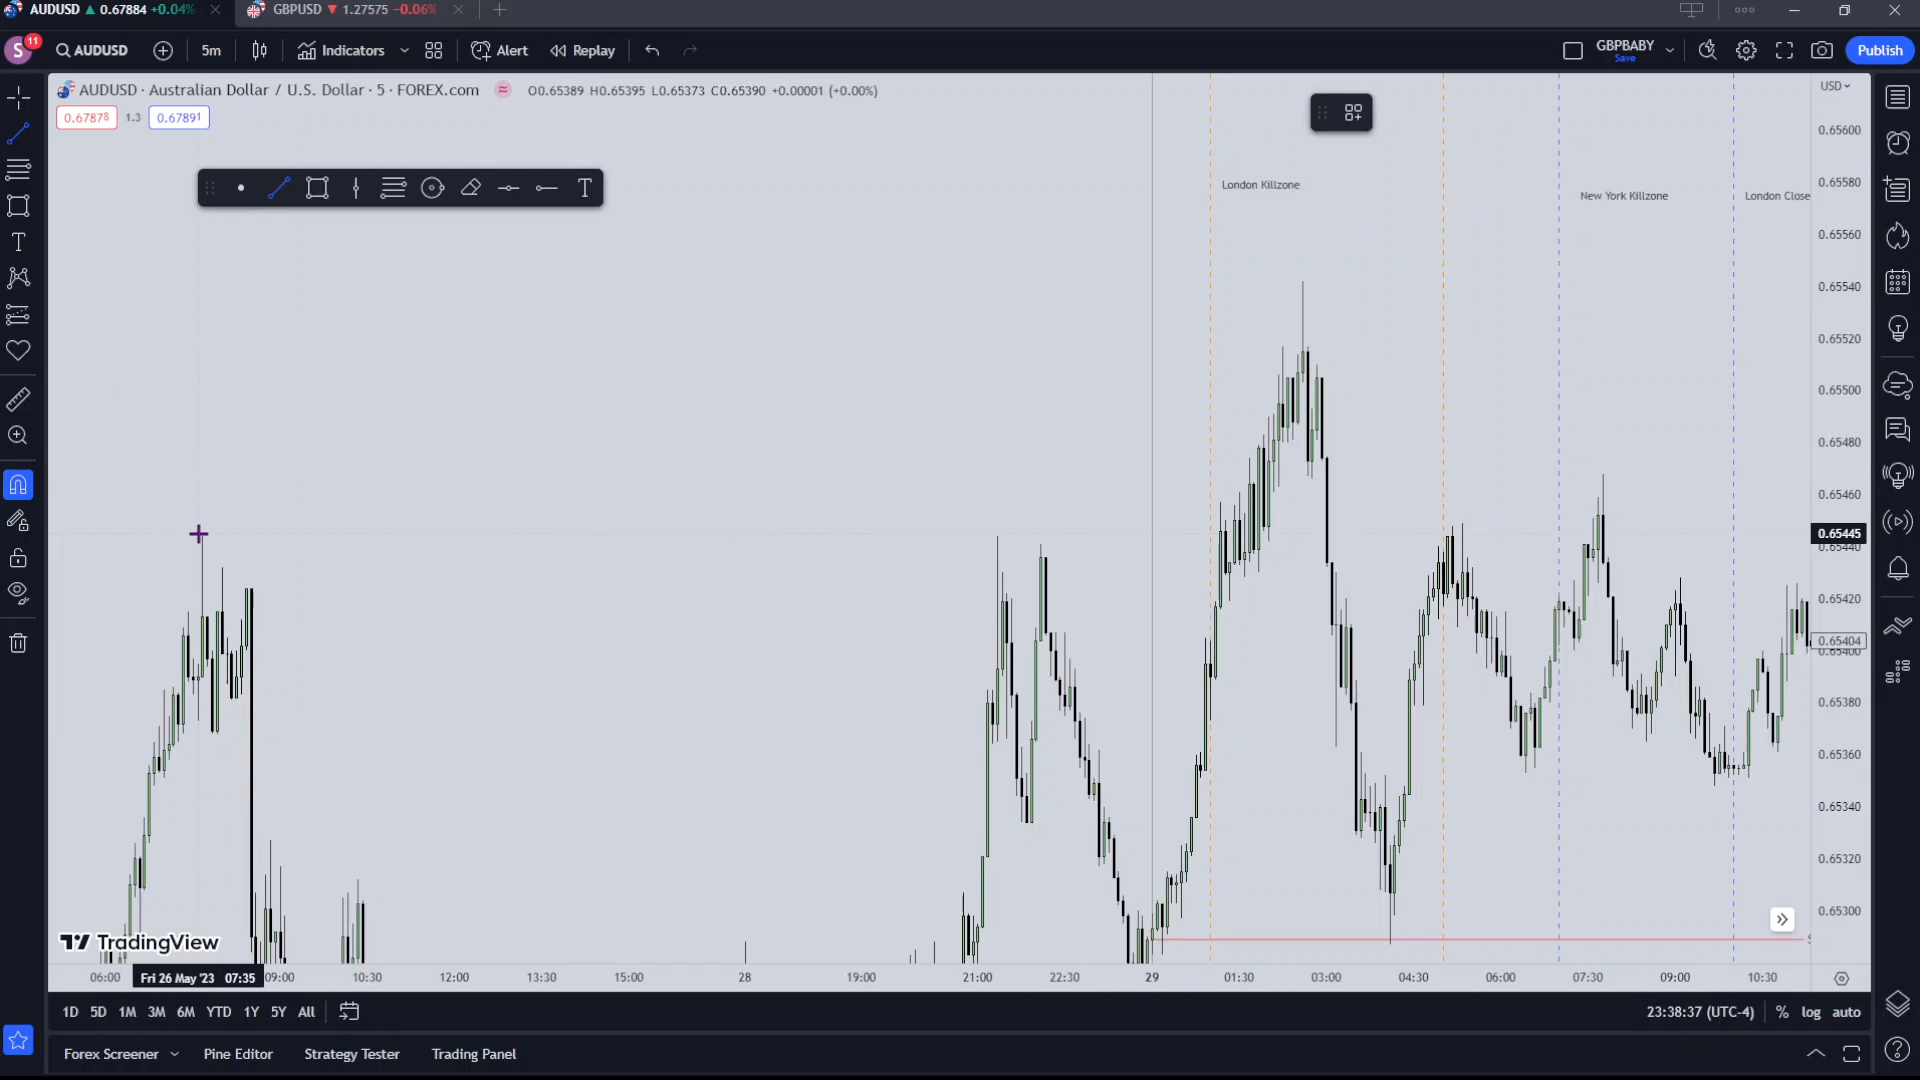 AUDUSD ▲ 0.67884 +0.04%
GBPUSD ▼ 1.27575 -0.06%
S
11
AUDUSD
5m
Indicators
Alert
Replay
GBPBABY
Save
Publish
AUDUSD · Australian Dollar / U.S. Dollar · 5 · FOREX.com
O0.65389 H0.65395 L0.65373 C0.65390 +0.00001 (+0.00%)
USD
0.67878
1.3
0.67891
T
T
London Killzone
New York Killzone
London Close
0.65600
0.65580
0.65560
0.65540
0.65520
0.65500
0.65480
0.65460
0.65445
0.65440
0.65420
0.65404
0.65400
0.65380
0.65360
0.65340
0.65320
0.65300
TradingView
06:00
Fri 26 May '23 07:35
09:00
10:30
12:00
13:30
15:00
28
19:00
21:00
22:30
29
01:30
03:00
04:30
06:00
07:30
09:00
10:30
1D 5D 1M 3M 6M YTD 1Y 5Y All
23:38:37 (UTC-4)
% log auto
Forex Screener
Pine Editor
Strategy Tester
Trading Panel